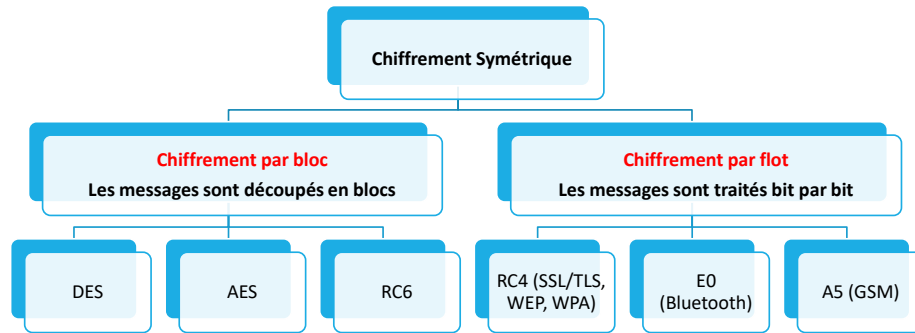 Chiffrement Symétrique
Chiffrement par bloc
Les messages sont découpés en blocs
Chiffrement par flot
Les messages sont traités bit par bit
DES
AES
RC6
RC4 (SSL/TLS,
WEP, WPA)
E0
(Bluetooth)
A5 (GSM)